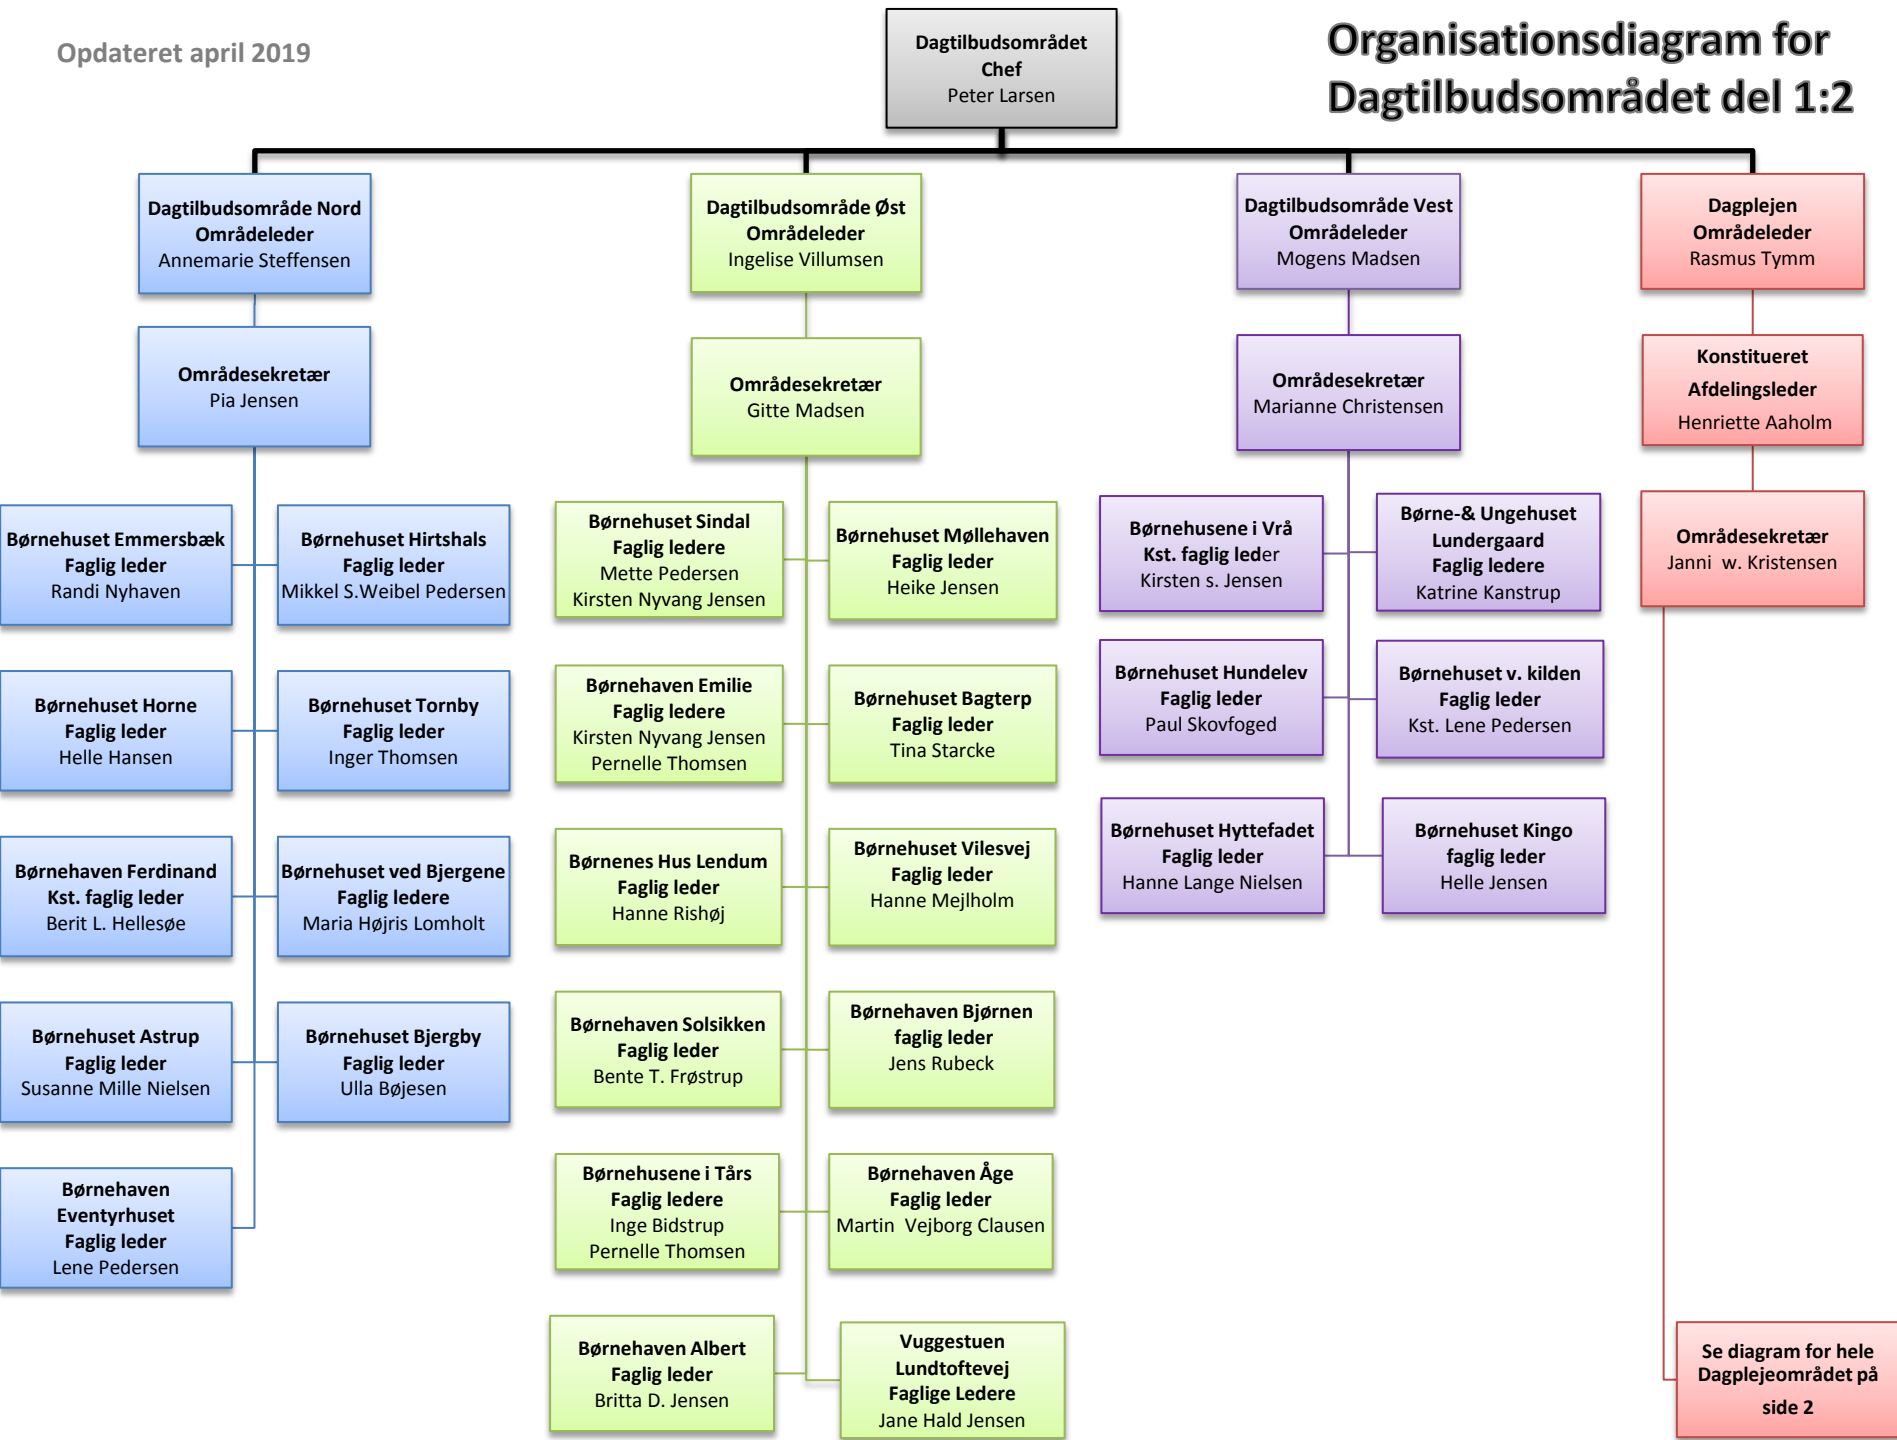 Opdateret april 2019
Organisationsdiagram for
Dagtilbudsområdet del 1:2
Dagtilbudsområdet
Chef
Peter Larsen
Dagtilbudsområde Nord
Områdeleder
Annemarie Steffensen
Dagtilbudsområde Øst
Områdeleder
Ingelise Villumsen
Dagtilbudsområde Vest
Områdeleder
Mogens Madsen
Dagplejen
Områdeleder
Rasmus Tymm
Områdesekretær
Pia Jensen
Områdesekretær
Gitte Madsen
Områdesekretær
Marianne Christensen
Konstitueret
Afdelingsleder
Henriette Aaholm
Børnehuset Emmersbæk
Faglig leder
Randi Nyhaven
Børnehuset Hirtshals
Faglig leder
Mikkel S.Weibel Pedersen
Børnehuset Sindal
Faglig ledere
Mette Pedersen
Kirsten Nyvang Jensen
Børnehuset Møllehaven
Faglig leder
Heike Jensen
Børnehusene i Vrå
Kst. faglig leder
Kirsten s. Jensen
Børne-& Ungehuset
Lundergaard
Faglig ledere
Katrine Kanstrup
Områdesekretær
Janni w. Kristensen
Børnehuset Horne
Faglig leder
Helle Hansen
Børnehuset Tornby
Faglig leder
Inger Thomsen
Børnehaven Emilie
Faglig ledere
Kirsten Nyvang Jensen
Pernelle Thomsen
Børnehuset Bagterp
Faglig leder
Tina Starcke
Børnehuset Hundelev
Faglig leder
Paul Skovfoged
Børnehuset v. kilden
Faglig leder
Kst. Lene Pedersen
Børnehaven Ferdinand
Kst. faglig leder
Berit L. Hellesøe
Børnehuset ved Bjergene
Faglig ledere
Maria Højris Lomholt
Børnenes Hus Lendum
Faglig leder
Hanne Rishøj
Børnehuset Vilesvej
Faglig leder
Hanne Mejlholm
Børnehuset Hyttefadet
Faglig leder
Hanne Lange Nielsen
Børnehuset Kingo
faglig leder
Helle Jensen
Børnehuset Astrup
Faglig leder
Susanne Mille Nielsen
Børnehuset Bjergby
Faglig leder
Ulla Bøjesen
Børnehaven Solsikken
Faglig leder
Bente T. Frøstrup
Børnehaven Bjørnen
faglig leder
Jens Rubeck
Børnehaven
Eventyrhuset
Faglig leder
Lene Pedersen
Børnehusene i Tårs
Faglig ledere
Inge Bidstrup
Pernelle Thomsen
Børnehaven Åge
Faglig leder
Martin Vejborg Clausen
Børnehaven Albert
Faglig leder
Britta D. Jensen
Vuggestuen
Lundtoftevej
Faglige Ledere
Jane Hald Jensen
Se diagram for hele
Dagplejeområdet på
side 2